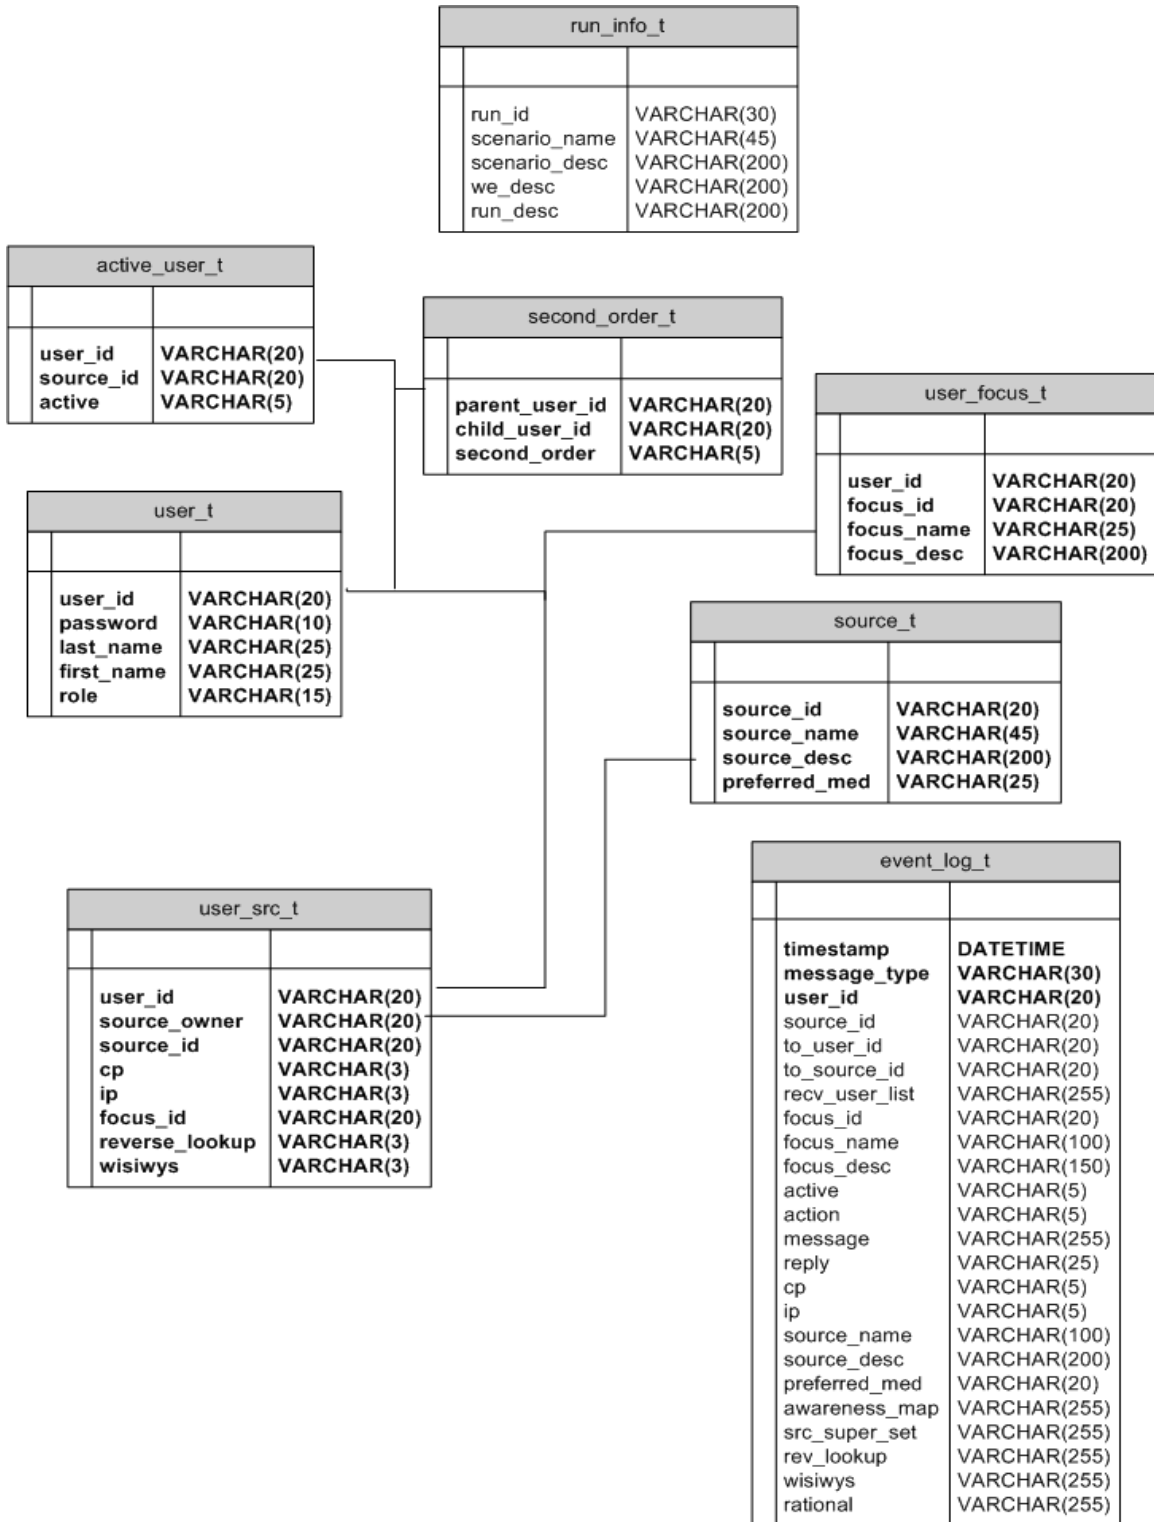 run_info_t
run_id VARCHAR(30)
scenario_name VARCHAR(45)
scenario_desc VARCHAR(200)
we_desc VARCHAR(200)
run_desc VARCHAR(200)
active_user_t
user_id VARCHAR(20)
source_id VARCHAR(20)
active VARCHAR(5)
second_order_t
parent_user_id VARCHAR(20)
child_user_id VARCHAR(20)
second_order VARCHAR(5)
user_focus_t
user_id VARCHAR(20)
focus_id VARCHAR(20)
focus_name VARCHAR(25)
focus_desc VARCHAR(200)
user_t
user_id VARCHAR(20)
password VARCHAR(10)
last_name VARCHAR(25)
first_name VARCHAR(25)
role VARCHAR(15)
source_t
source_id VARCHAR(20)
source_name VARCHAR(45)
source_desc VARCHAR(200)
preferred_med VARCHAR(25)
user_src_t
user_id VARCHAR(20)
source_owner VARCHAR(20)
source_id VARCHAR(20)
cp VARCHAR(3)
ip VARCHAR(3)
focus_id VARCHAR(20)
reverse_lookup VARCHAR(3)
wisiwys VARCHAR(3)
event_log_t
timestamp DATETIME
message_type VARCHAR(30)
user_id VARCHAR(20)
source_id VARCHAR(20)
to_user_id VARCHAR(20)
to_source_id VARCHAR(20)
recv_user_list VARCHAR(255)
focus_id VARCHAR(20)
focus_name VARCHAR(100)
focus_desc VARCHAR(150)
active VARCHAR(5)
action VARCHAR(5)
message VARCHAR(255)
reply VARCHAR(25)
cp VARCHAR(5)
ip VARCHAR(5)
source_name VARCHAR(100)
source_desc VARCHAR(200)
preferred_med VARCHAR(20)
awareness_map VARCHAR(255)
src_super_set VARCHAR(255)
rev_lookup VARCHAR(255)
wisiwys VARCHAR(255)
rational VARCHAR(255)